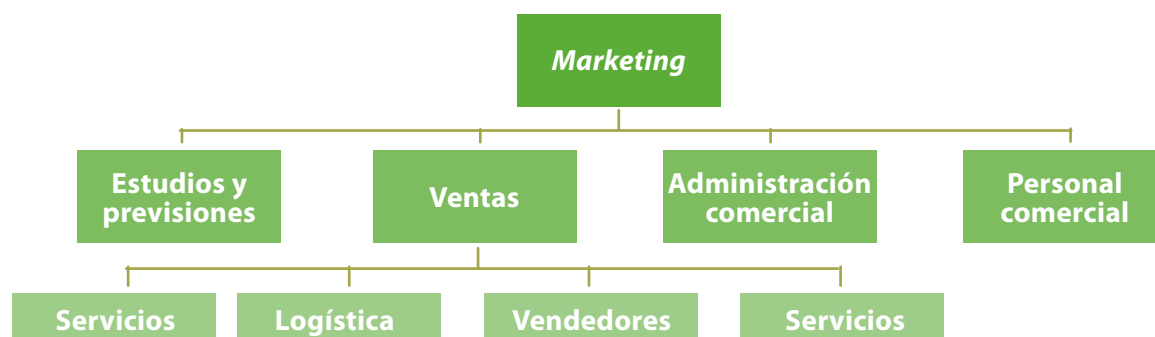 Marketing
Estudios y
previsiones
Ventas
Administración
comercial
Personal
comercial
Servicios
Logística
Vendedores
Servicios